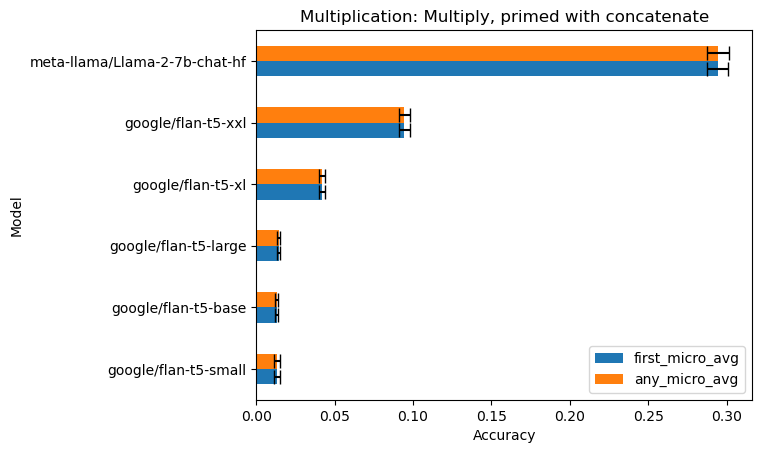 Multiplication: Multiply, primed with concatenate
Model
meta-llama/Llama-2-7b-chat-hf
google/flan-t5-xxl
google/flan-t5-xl
google/flan-t5-large
google/flan-t5-base
google/flan-t5-small
first_micro_avg
any_micro_avg
0.00 0.05 0.10 0.15 0.20 0.25 0.30
Accuracy